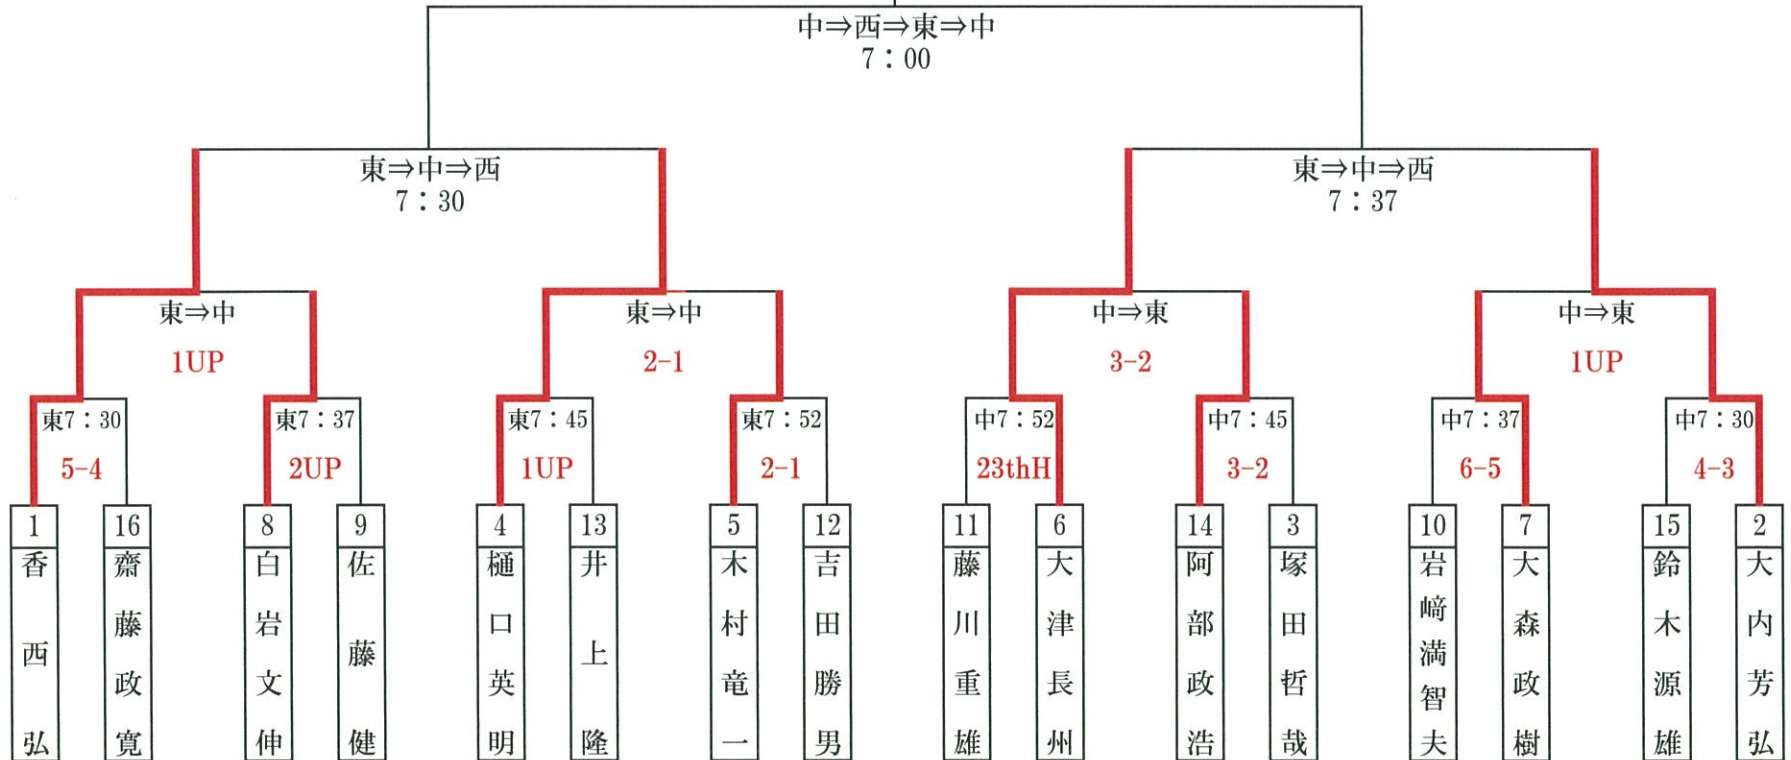 中⇒西⇒東⇒中
7：00
東⇒中⇒西
7：30
東⇒中⇒西
7：37
東⇒中
1UP
東⇒中
2-1
中⇒東
3-2
中⇒東
1UP
東7：30
5-4
東7：37
2UP
東7：45
1UP
東7：52
2-1
中7：52
23thH
中7：45
3-2
中7：37
6-5
中7：30
4-3
1
香西弘
16
齋藤政寛
8
白岩文伸
9
佐藤健
4
樋口英明
13
井上隆
5
木村竜一
12
吉田勝男
11
藤川重雄
6
大津長州
14
阿部政浩
3
塚田哲哉
10
岩﨑満智夫
7
大森政樹
15
鈴木源雄
2
大内芳弘